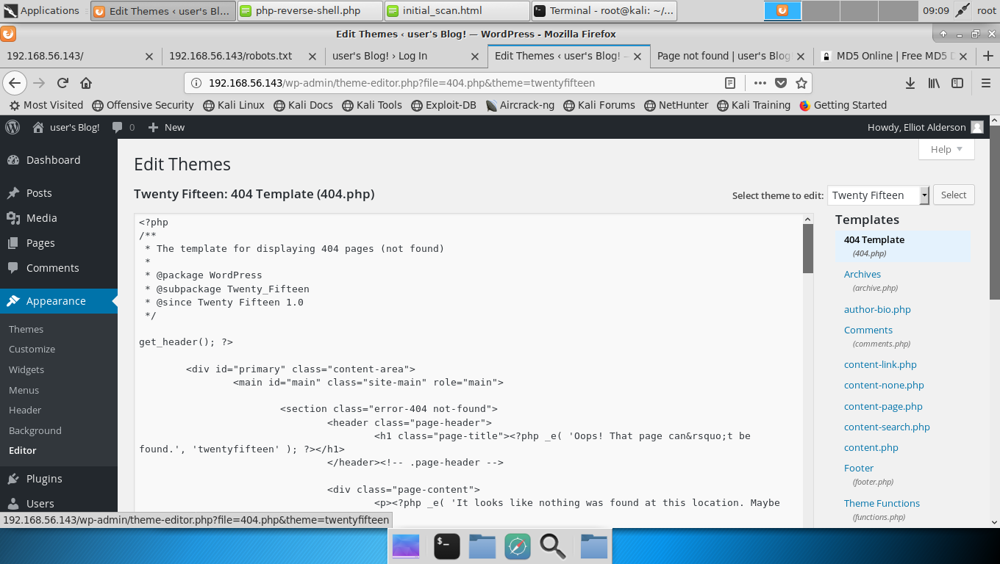 Applications
Edit Themes ‹ user's Bl...
php-reverse-shell.php
initial_scan.html
Terminal - root@kali: ~/...
09:09
root
Edit Themes ‹ user's Blog! — WordPress - Mozilla Firefox
192.168.56.143/
192.168.56.143/robots.txt
user's Blog! › Log In
Edit Themes ‹ user's Blog! —
Page not found | user's Blog
MD5 Online | Free MD5 D
192.168.56.143/wp-admin/theme-editor.php?file=404.php&theme=twentyfifteen
Most Visited
Offensive Security
Kali Linux
Kali Docs
Kali Tools
Exploit-DB
Aircrack-ng
Kali Forums
NetHunter
Kali Training
Getting Started
user's Blog!
0
New
Howdy, Elliot Alderson
Dashboard
Posts
Media
Pages
Comments
Appearance
Themes
Customize
Widgets
Menus
Header
Background
Editor
Plugins
Users
Help
Edit Themes
Twenty Fifteen: 404 Template (404.php)
Select theme to edit:
Twenty Fifteen
Select
<?php
/**
 * The template for displaying 404 pages (not found)
 *
 * @package WordPress
 * @subpackage Twenty_Fifteen
 * @since Twenty Fifteen 1.0
 */
get_header(); ?>
<div id="primary" class="content-area">
<main id="main" class="site-main" role="main">
<section class="error-404 not-found">
<header class="page-header">
<h1 class="page-title"><?php _e( 'Oops! That page can&rsquo;t be
found.', 'twentyfifteen' ); ?></h1>
</header><!-- .page-header -->
<div class="page-content">
<p><?php _e( 'It looks like nothing was found at this location. Maybe
Templates
404 Template
(404.php)
Archives
(archive.php)
author-bio.php
Comments
(comments.php)
content-link.php
content-none.php
content-page.php
content-search.php
content.php
Footer
(footer.php)
Theme Functions
(functions.php)
192.168.56.143/wp-admin/theme-editor.php?file=404.php&theme=twentyfifteen
$_